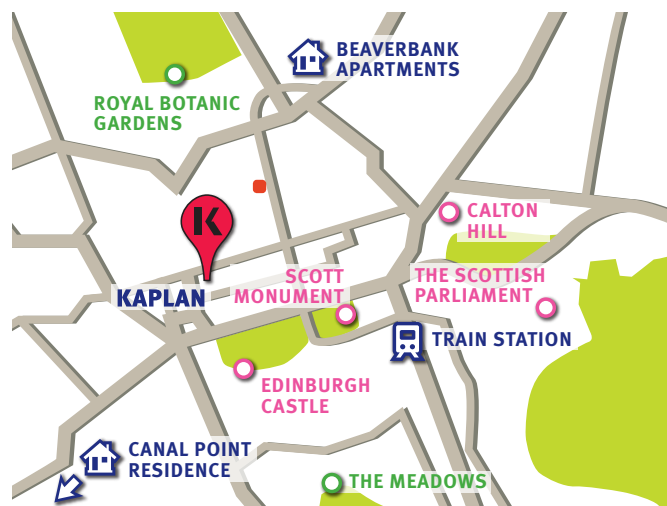 BEAVERBANK
APARTMENTS
ROYAL BOTANIC
GARDENS
K
CALTON
HILL
SCOTT
MONUMENT
THE SCOTTISH
PARLIAMENT
KAPLAN
TRAIN STATION
EDINBURGH
CASTLE
CANAL POINT
RESIDENCE
THE MEADOWS